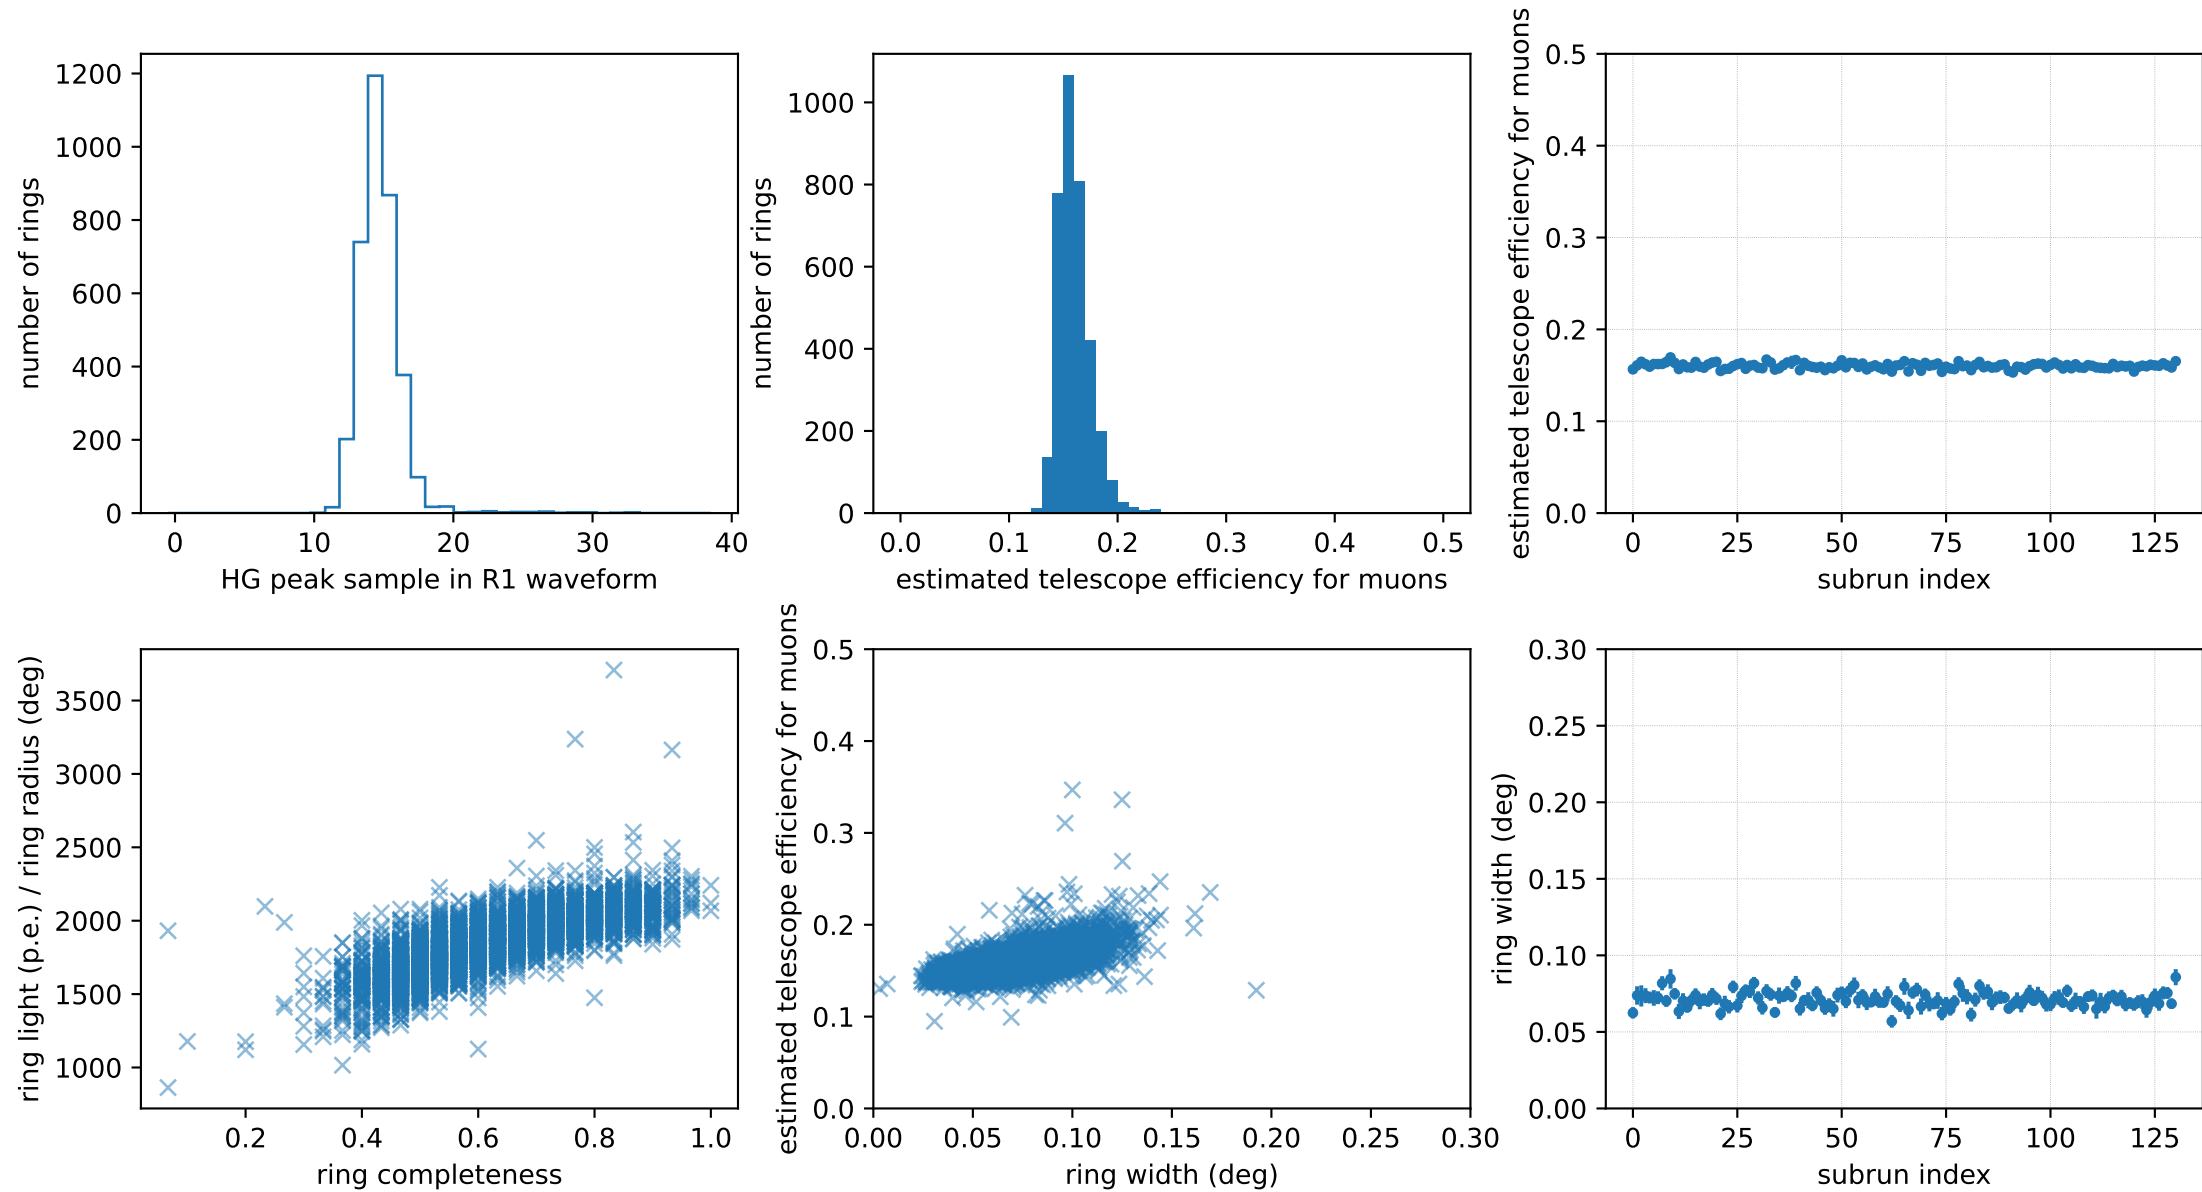 number of rings
1200
1000
800
600
400
200
0
0 10 20 30 40
HG peak sample in R1 waveform
number of rings
1000
800
600
400
200
0
0.0 0.1 0.2 0.3 0.4 0.5
estimated telescope efficiency for muons
estimated telescope efficiency for muons
0.5
0.4
0.3
0.2
0.1
0.0
0 25 50 75 100 125
subrun index
ring light (p.e.) / ring radius (deg)
3500
3000
2500
2000
1500
1000
0.2 0.4 0.6 0.8 1.0
ring completeness
estimated telescope efficiency for muons
0.5
0.4
0.3
0.2
0.1
0.0
0.00 0.05 0.10 0.15 0.20 0.25 0.30
ring width (deg)
ring width (deg)
0.30
0.25
0.20
0.15
0.10
0.05
0.00
0 25 50 75 100 125
subrun index